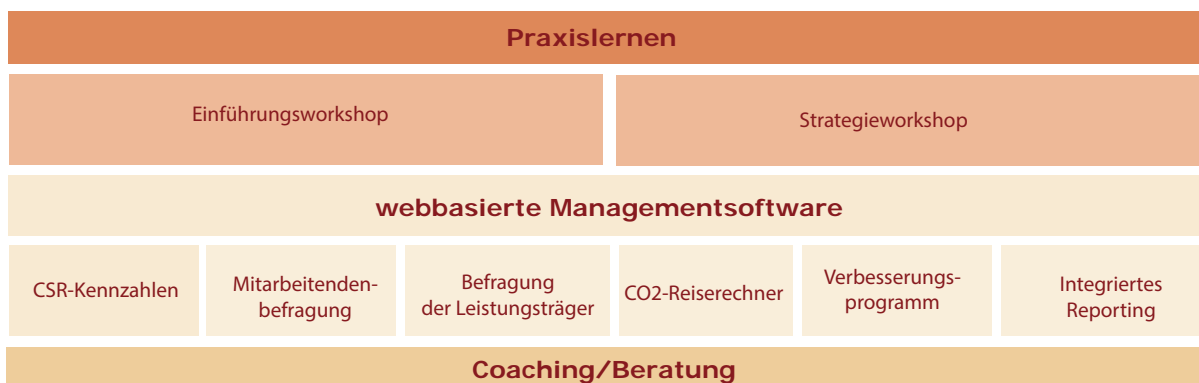 Praxislernen
Einführungsworkshop
Strategieworkshop
webbasierte Managementsoftware
CSR-Kennzahlen
Mitarbeitenden-
befragung
Befragung
der Leistungsträger
CO2-Reiserechner
Verbesserungs-
programm
Integriertes
Reporting
Coaching/Beratung